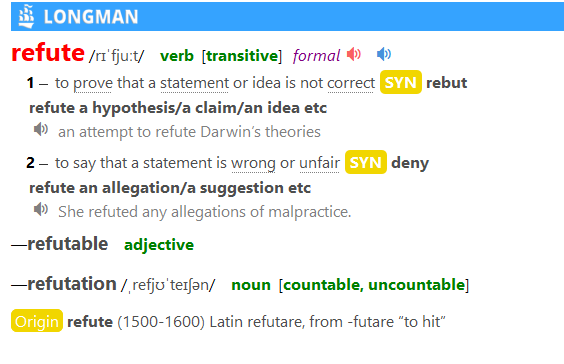 LONGMAN
refute /rɪˈfjuːt/ verb [transitive] formal
1 – to prove that a statement or idea is not correct SYN rebut
refute a hypothesis/a claim/an idea etc
an attempt to refute Darwin’s theories
2 – to say that a statement is wrong or unfair SYN deny
refute an allegation/a suggestion etc
She refuted any allegations of malpractice.
—refutable adjective
—refutation /ˌrefjʊˈteɪʃən/ noun [countable, uncountable]
Origin refute (1500-1600) Latin refutare, from -futare “to hit”